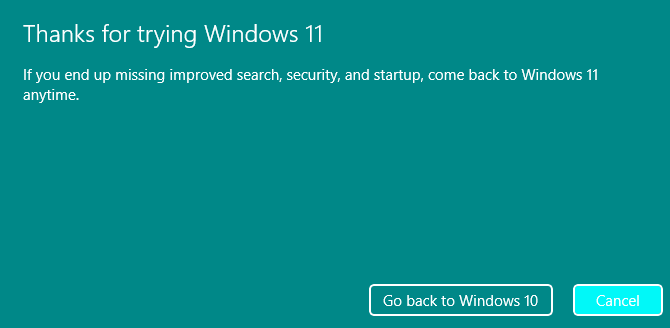 Thanks for trying Windows 11
If you end up missing improved search, security, and startup, come back to Windows 11
anytime.
Go back to Windows 10
Cancel